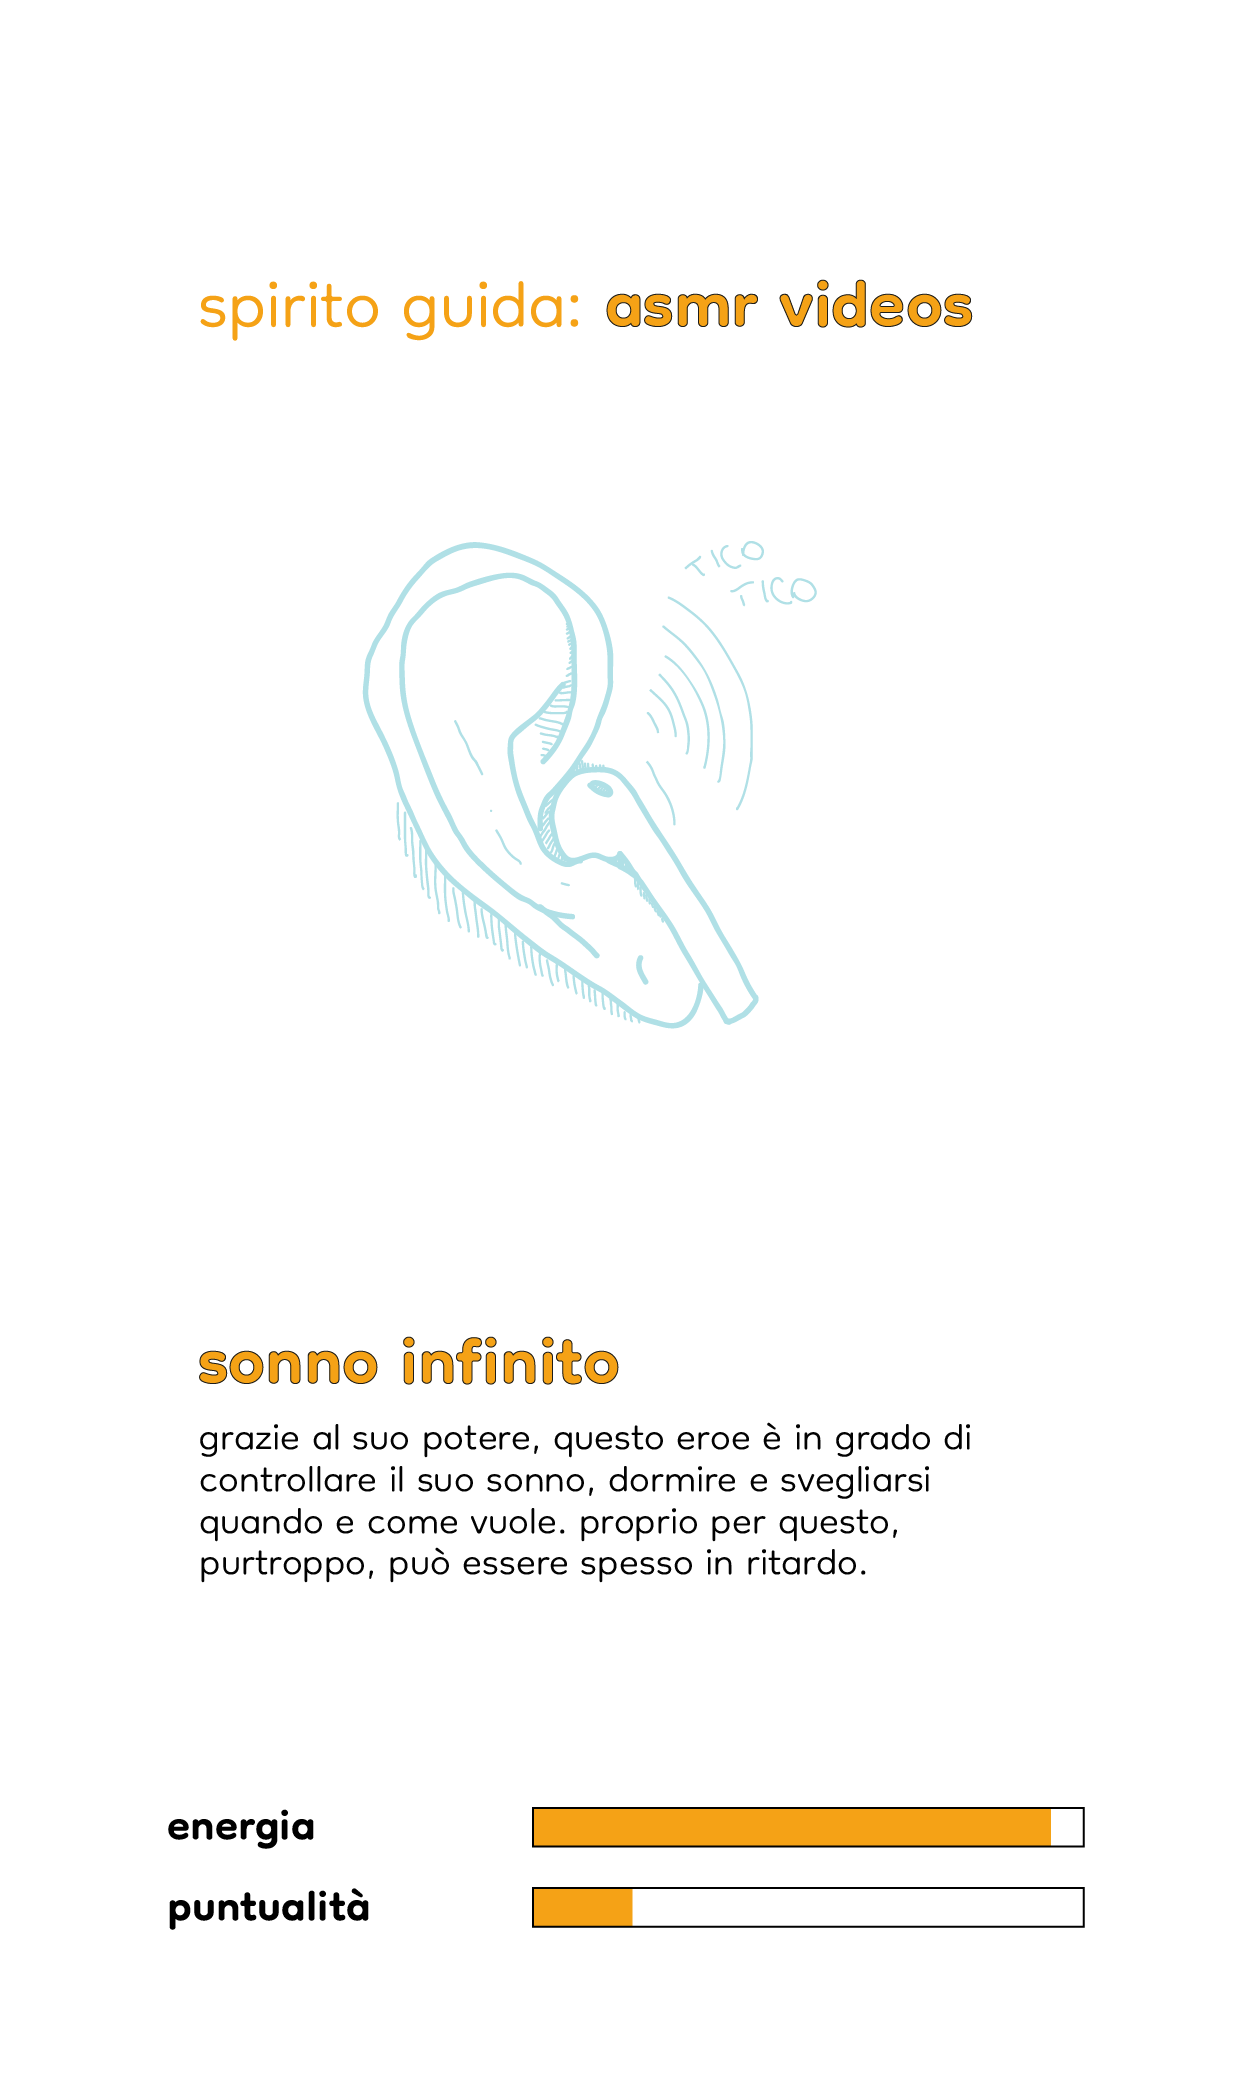 spirito guida: asmr videos
TICO
TICO
sonno infinito
grazie al suo potere, questo eroe è in grado di
controllare il suo sonno, dormire e svegliarsi
quando e come vuole. proprio per questo,
purtroppo, può essere spesso in ritardo.
energia
puntualità